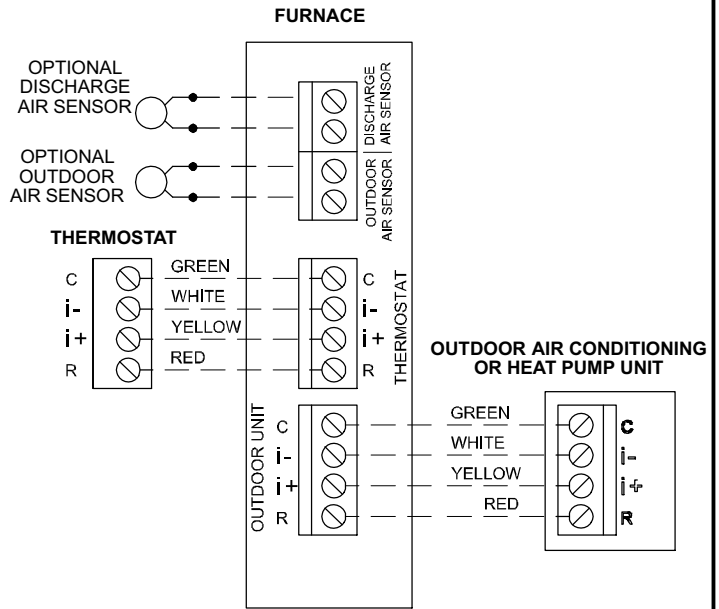 FURNACE
OPTIONAL
DISCHARGE
AIR SENSOR
DISCHARGE
AIR SENSOR
OPTIONAL
OUTDOOR
AIR SENSOR
OUTDOOR
AIR SENSOR
THERMOSTAT
C GREEN C
i- WHITE i-
i+ YELLOW i+
R RED R
THERMOSTAT
OUTDOOR AIR CONDITIONING
OR HEAT PUMP UNIT
OUTDOOR UNIT
C GREEN C
i- WHITE i-
i+ YELLOW i+
R RED R